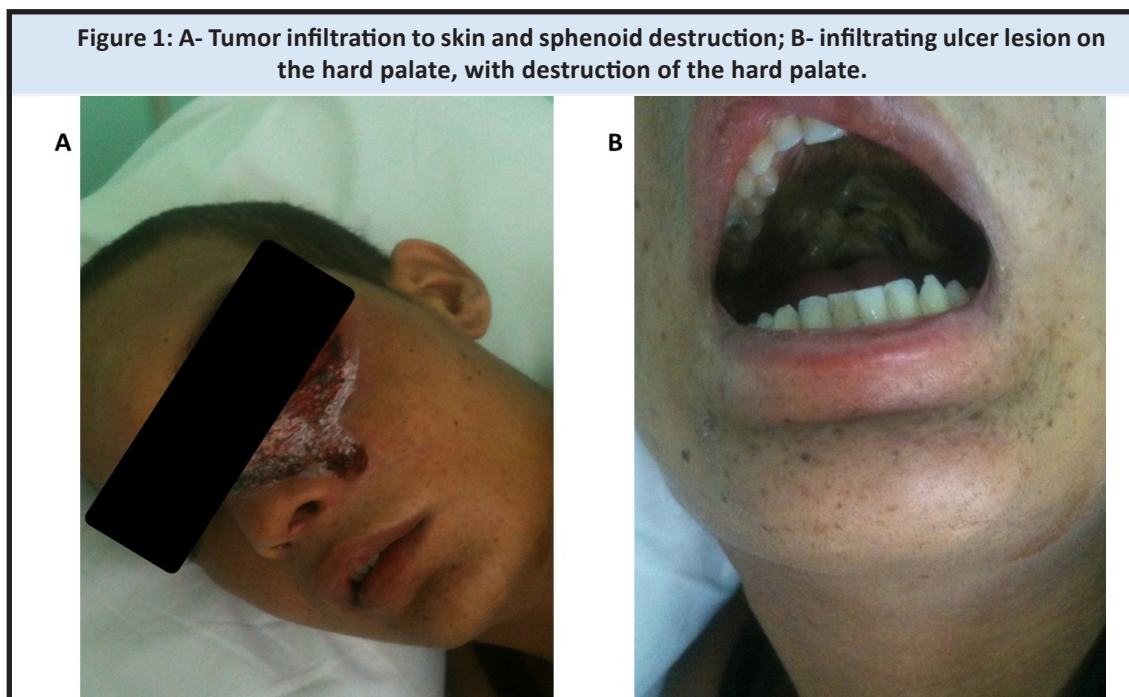 Figure 1: A- Tumor infiltration to skin and sphenoid destruction; B- infiltrating ulcer lesion on
the hard palate, with destruction of the hard palate.
A
B